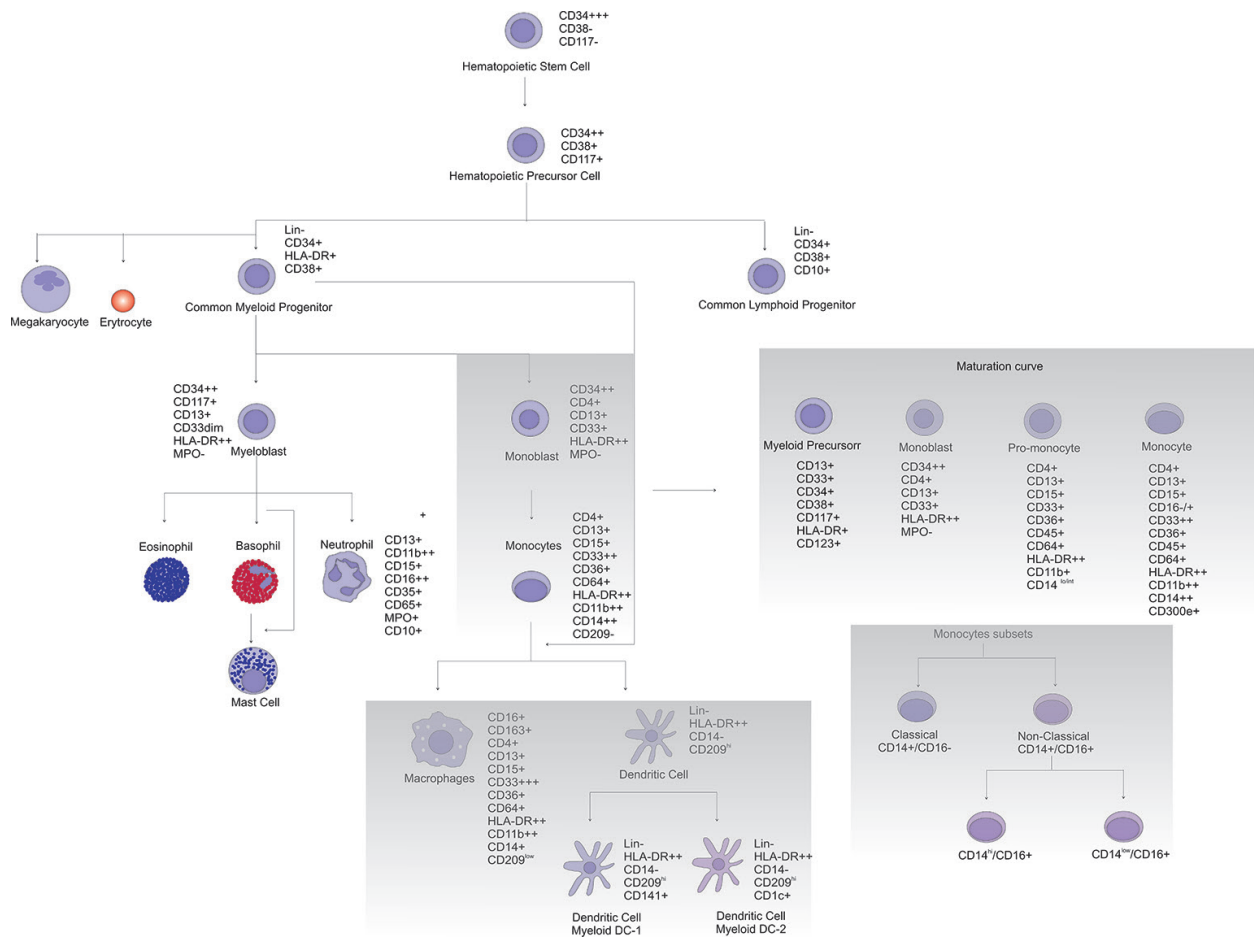 CD34+++
CD38-
CD117-
Hematopoietic Stem Cell
CD34++
CD38+
CD117+
Hematopoietic Precursor Cell
Lin-
CD34+
HLA-DR+
CD38+
Common Myeloid Progenitor
Lin-
CD34+
CD38+
CD10+
Common Lymphoid Progenitor
Megakaryocyte
Erytrocyte
CD34++
CD117+
CD13+
CD33dim
HLA-DR++
MPO-
Myeloblast
CD34++
CD4+
CD13+
CD33+
HLA-DR++
MPO-
Monoblast
Eosinophil
Basophil
Neutrophil
+
CD13+
CD11b++
CD15+
CD16++
CD35+
CD65+
MPO+
CD10+
Mast Cell
Monocytes
CD4+
CD13+
CD15+
CD33++
CD36+
CD64+
HLA-DR++
CD11b++
CD14++
CD209-
Macrophages
CD16+
CD163+
CD4+
CD13+
CD15+
CD33+++
CD36+
CD64+
HLA-DR++
CD11b++
CD14+
CD209low
Lin-
HLA-DR++
CD14-
CD209hi
Dendritic Cell
Lin-
HLA-DR++
CD14-
CD209hi
CD141+
Dendritic Cell
Myeloid DC-1
Lin-
HLA-DR++
CD14-
CD209hi
CD1c+
Dendritic Cell
Myeloid DC-2
Maturation curve
Myeloid Precursorr
CD13+
CD33+
CD34+
CD38+
CD117+
HLA-DR+
CD123+
Monoblast
CD34++
CD4+
CD13+
CD33+
HLA-DR++
MPO-
Pro-monocyte
CD4+
CD13+
CD15+
CD33+
CD36+
CD45+
CD64+
HLA-DR++
CD11b+
CD14 lo/int
Monocyte
CD4+
CD13+
CD15+
CD16-/+
CD33++
CD36+
CD45+
CD64+
HLA-DR++
CD11b++
CD14++
CD300e+
Monocytes subsets
Classical
CD14+/CD16-
Non-Classical
CD14+/CD16+
CD14hi/CD16+
CD14low/CD16+